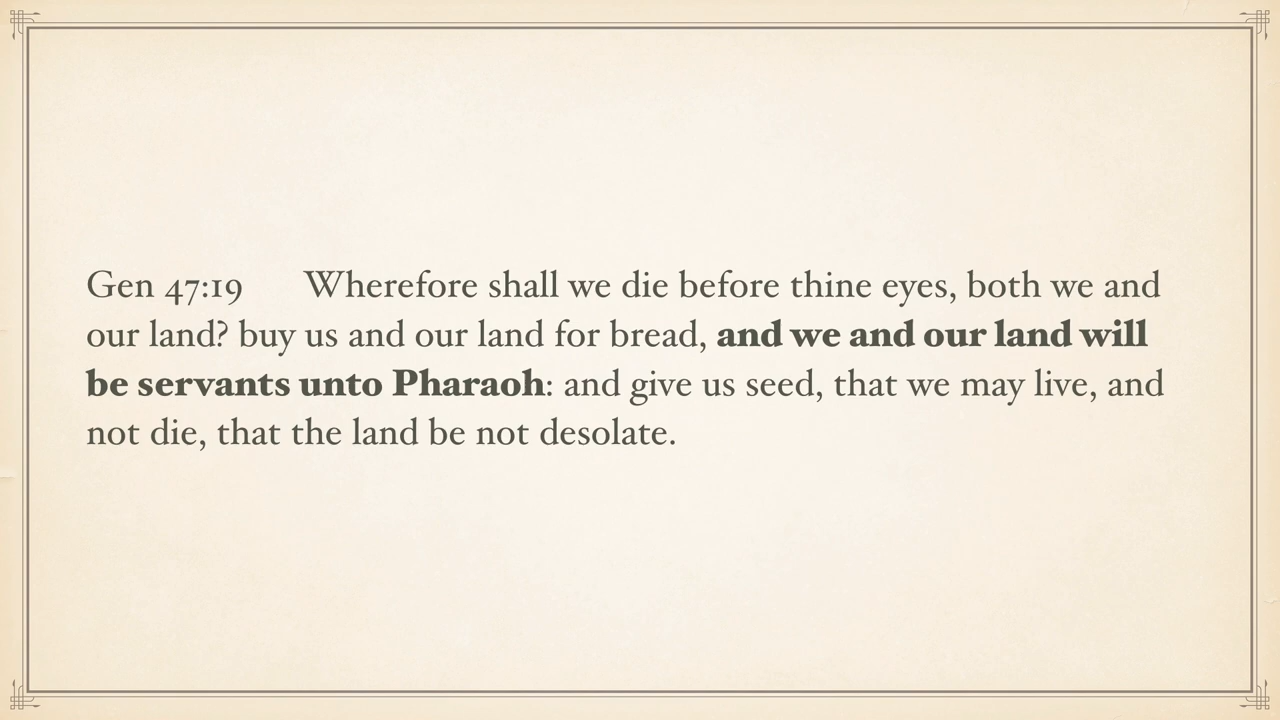 Gen 47:19 Wherefore shall we die before thine eyes, both we and
our land? buy us and our land for bread, and we and our land will
be servants unto Pharaoh: and give us seed, that we may live, and
not die, that the land be not desolate.